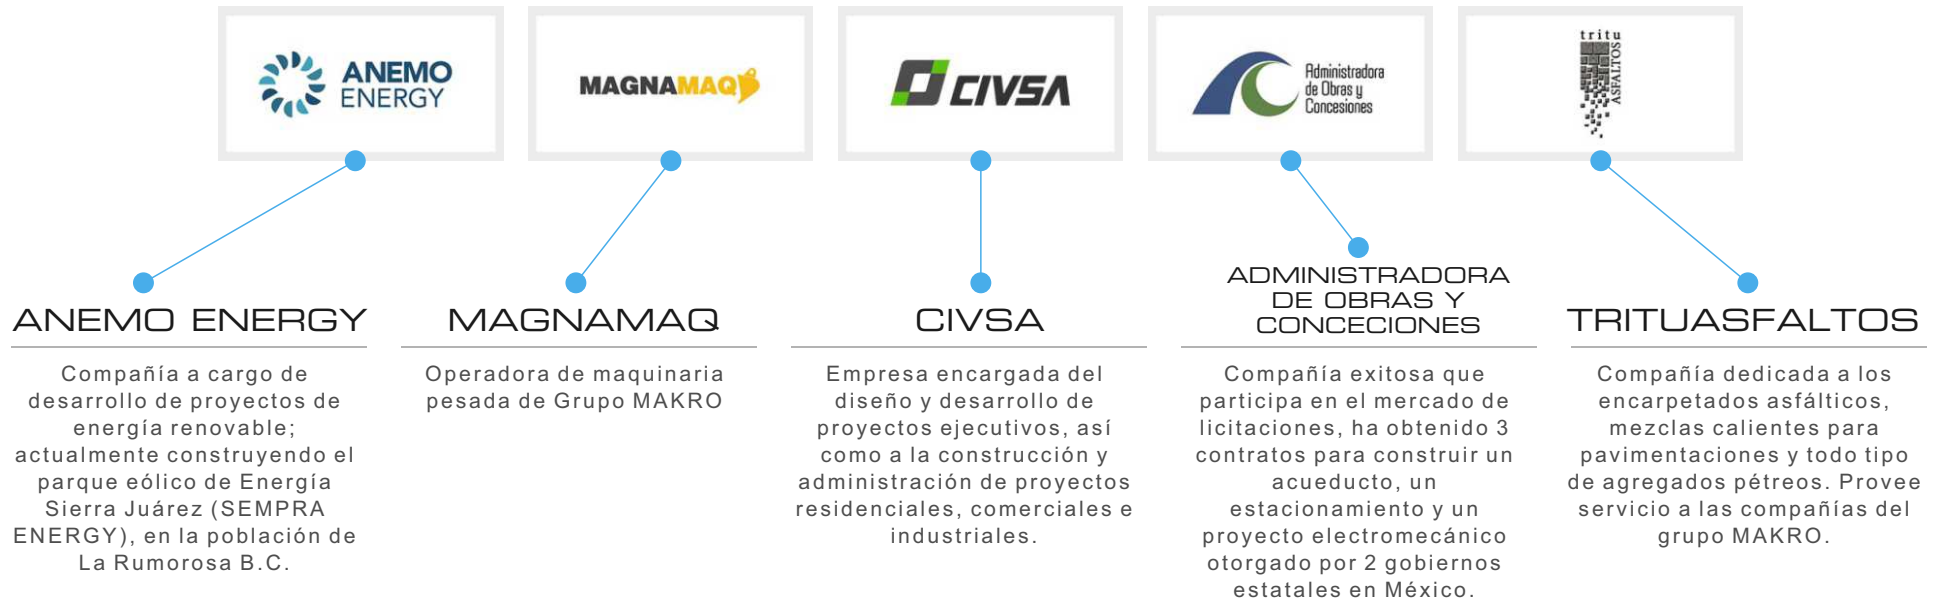 ANEMO
ENERGY
MAGNAMAQ
CIVSA
Administradora
de Obras y
Concesiones
tritu
ASFALTOS
ANEMO ENERGY
Compañía a cargo de
desarrollo de proyectos de
energía renovable;
actualmente construyendo el
parque eólico de Energía
Sierra Juárez (SEMPRA
ENERGY), en la población de
La Rumorosa B.C.
MAGNAMAQ
Operadora de maquinaria
pesada de Grupo MAKRO
CIVSA
Empresa encargada del
diseño y desarrollo de
proyectos ejecutivos, así
como a la construcción y
administración de proyectos
residenciales, comerciales e
industriales.
ADMINISTRADORA
DE OBRAS Y
CONCECIONES
Compañía exitosa que
participa en el mercado de
licitaciones, ha obtenido 3
contratos para construir un
acueducto, un
estacionamiento y un
proyecto electromecánico
otorgado por 2 gobiernos
estatales en México.
TRITUASFALTOS
Compañía dedicada a los
encarpetados asfálticos,
mezclas calientes para
pavimentaciones y todo tipo
de agregados pétreos. Provee
servicio a las compañías del
grupo MAKRO.